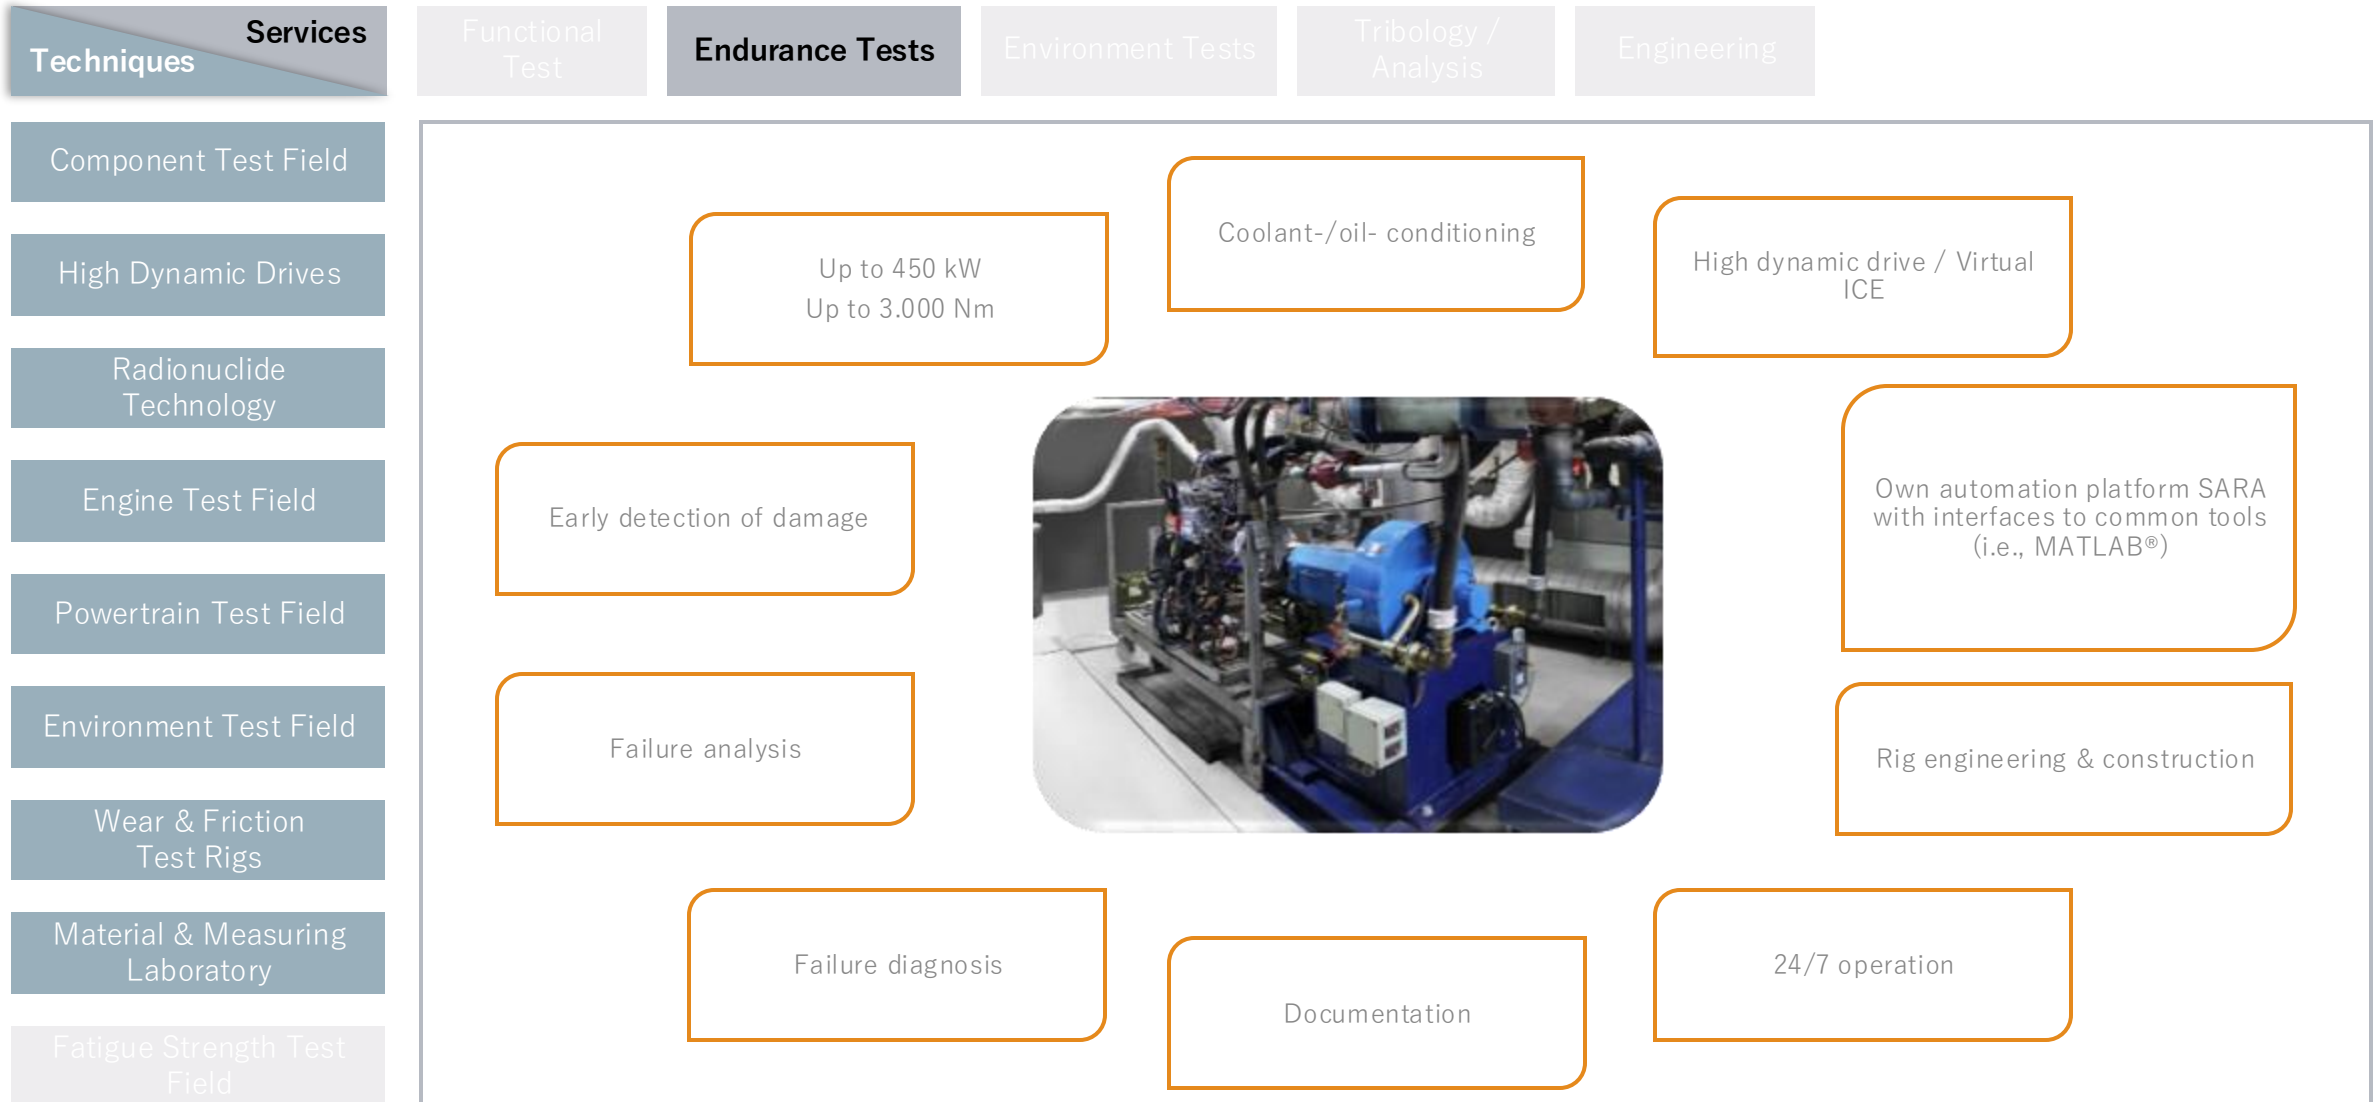 Services
Techniques
Functional
Test
Endurance Tests
Environment Tests
Tribology /
Analysis
Engineering
Component Test Field
High Dynamic Drives
Radionuclide
Technology
Engine Test Field
Powertrain Test Field
Environment Test Field
Wear & Friction
Test Rigs
Material & Measuring
Laboratory
Fatigue Strength Test
Field
Up to 450 kW
Up to 3.000 Nm
Coolant-/oil- conditioning
High dynamic drive / Virtual
ICE
Early detection of damage
Own automation platform SARA
with interfaces to common tools
(i.e., MATLAB®)
Failure analysis
Rig engineering & construction
Failure diagnosis
Documentation
24/7 operation